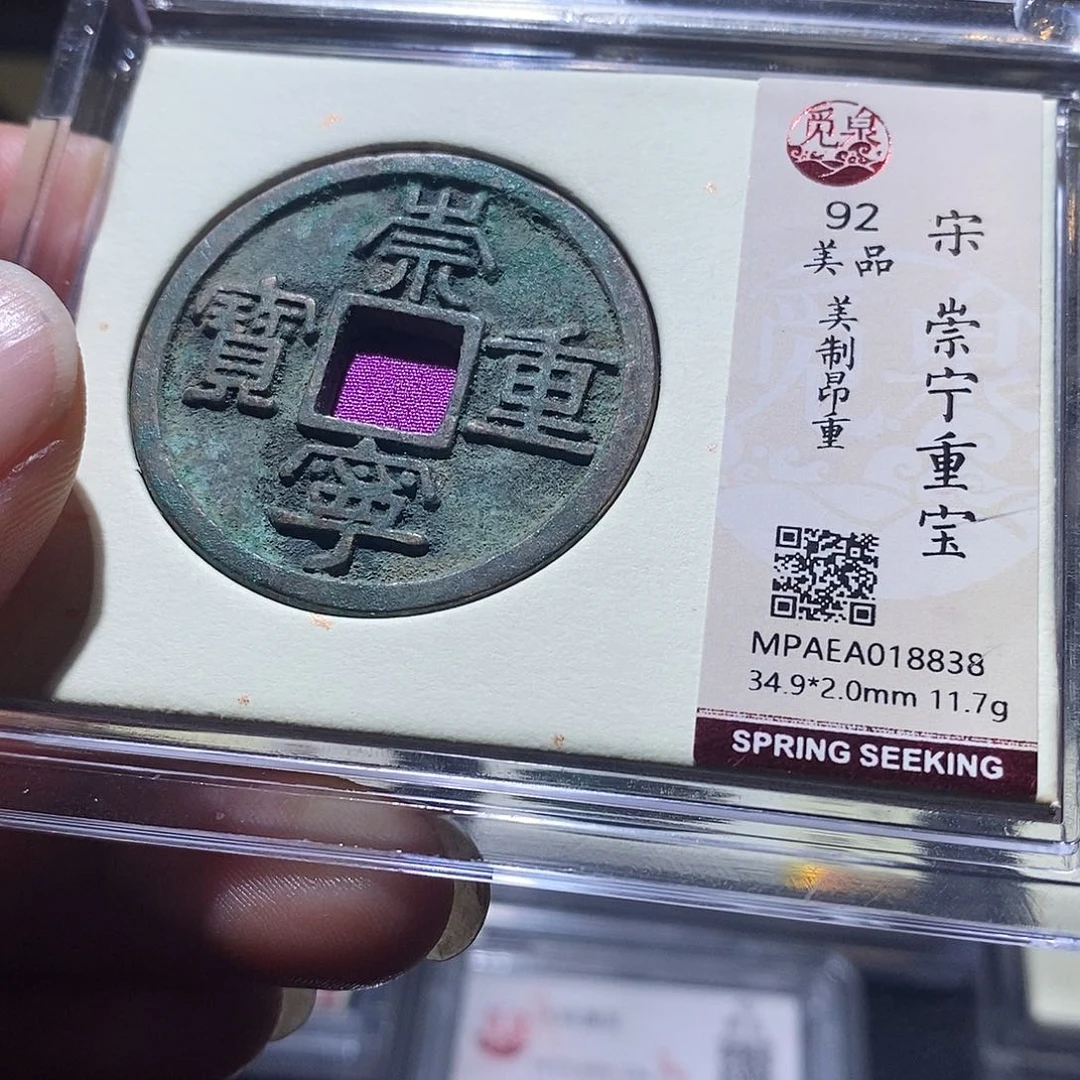 崇
寧
重
寳
觅泉
92
美品
美制昂重
宋 崇宁重宝
MPAEA018838
34.9*2.0mm 11.7g
SPRING SEEKING